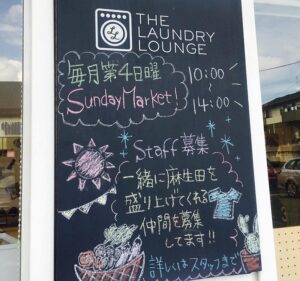 THE
LAUNDRY
LOUNGE
毎月第4日曜
SundayMarket!
10:00~
14:00
Staff募集
一緒に麻生田を
盛り上げてくれる
仲間を募集
してます!!
詳しくはスタッフまで